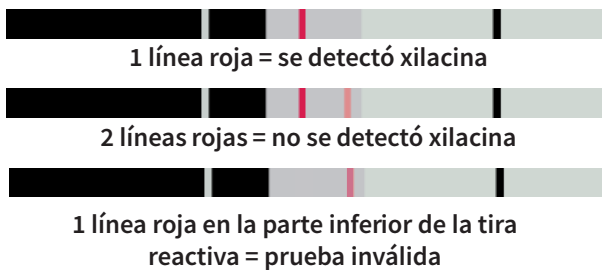 1 línea roja = se detectó xilacina
2 líneas rojas = no se detectó xilacina
1 línea roja en la parte inferior de la tira
reactiva = prueba inválida